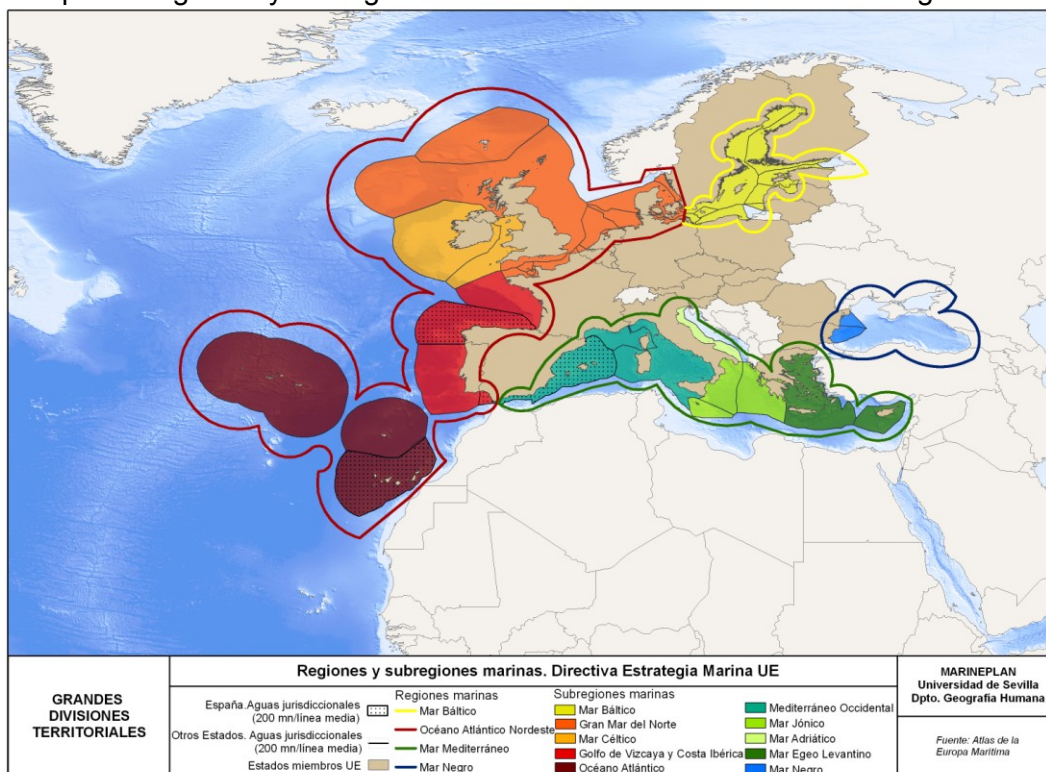 GRANDES
DIVISIONES
TERRITORIALES
Regiones y subregiones marinas. Directiva Estrategia Marina UE
España. Aguas jurisdiccionales
(200 mn/línea media)
Otros Estados. Aguas jurisdiccionales
(200 mn/línea media)
Estados miembros UE
Regiones marinas
Mar Báltico
Océano Atlántico Nordeste
Mar Mediterráneo
Mar Negro
Subregiones marinas
Mar Báltico
Gran Mar del Norte
Mar Céltico
Golfo de Vizcaya y Costa Ibérica
Océano Atlántico
Mediterráneo Occidental
Mar Jónico
Mar Adriático
Mar Egeo Levantino
Mar Negro
MARINEPLAN
Universidad de Sevilla
Dpto. Geografía Humana
Fuente: Atlas de la
Europa Marítima